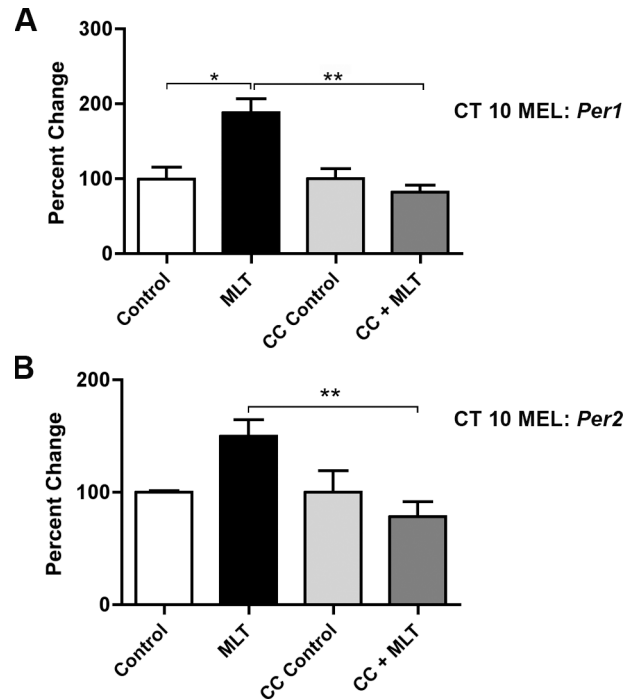 A
Percent Change
300
200
100
0
*
**
CT 10 MEL: Per1
Control
MLT
CC Control
CC + MLT
B
Percent Change
200
100
0
**
CT 10 MEL: Per2
Control
MLT
CC Control
CC + MLT